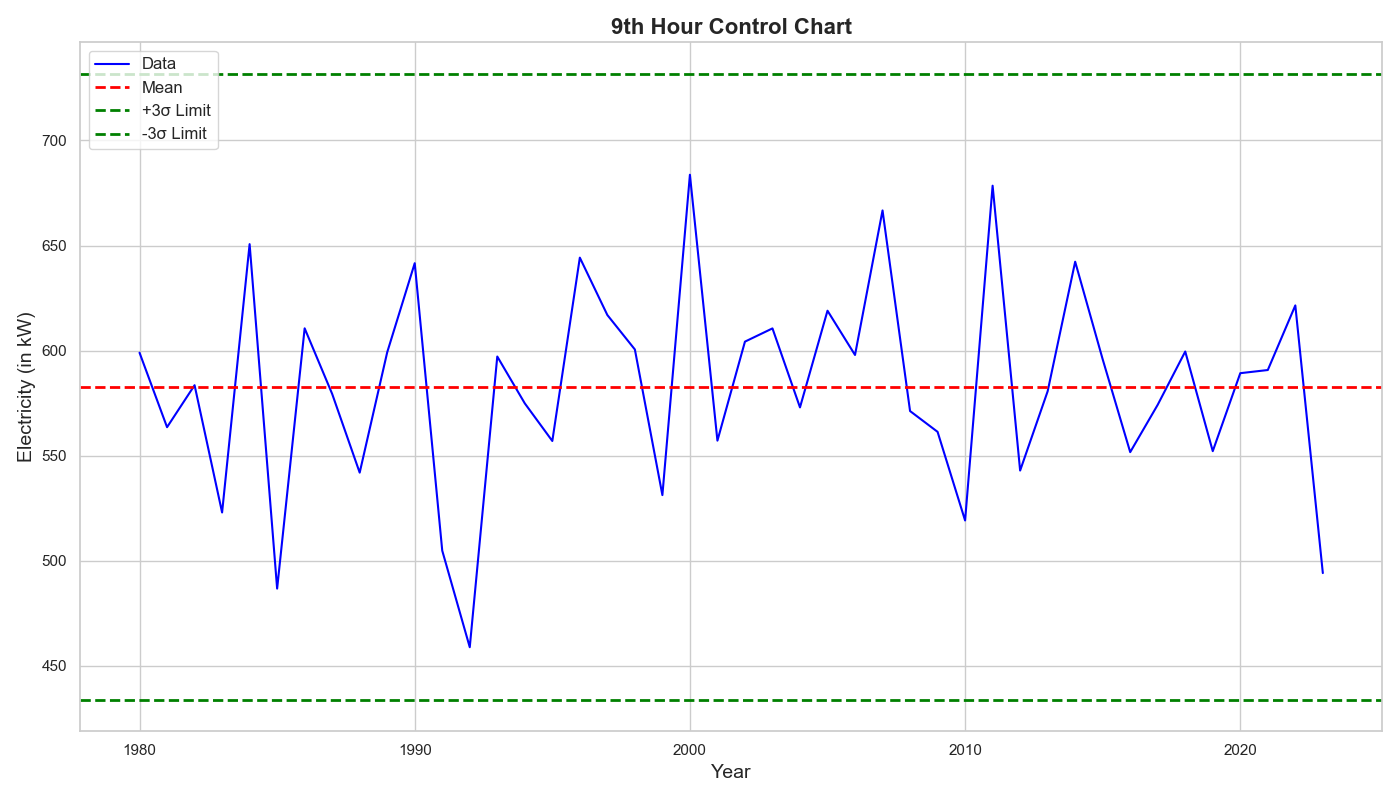 9th Hour Control Chart
Data
Mean
+3σ Limit
-3σ Limit
Electricity (in kW)
700
650
600
550
500
450
1980
1990
2000
2010
2020
Year